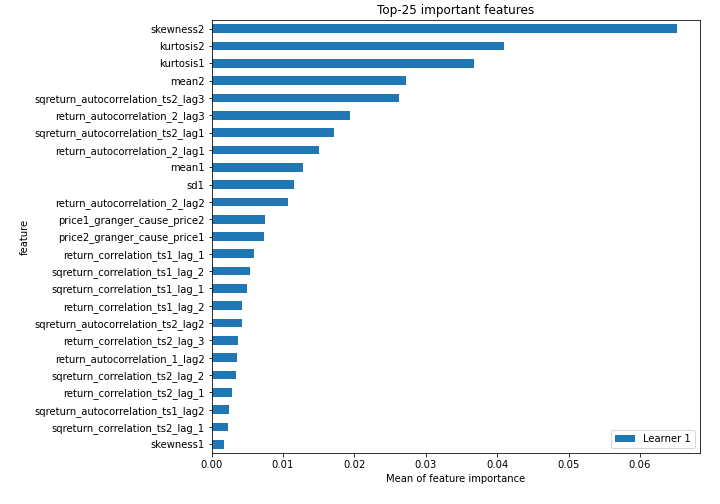 Top-25 important features
skewness2
kurtosis2
kurtosis1
mean2
sqreturn_autocorrelation_ts2_lag3
return_autocorrelation_2_lag3
sqreturn_autocorrelation_ts2_lag1
return_autocorrelation_2_lag1
mean1
sd1
return_autocorrelation_2_lag2
price1_granger_cause_price2
price2_granger_cause_price1
return_correlation_ts1_lag_1
sqreturn_correlation_ts1_lag_2
sqreturn_correlation_ts1_lag_1
return_correlation_ts1_lag_2
sqreturn_autocorrelation_ts2_lag2
return_correlation_ts2_lag_3
return_autocorrelation_1_lag2
sqreturn_correlation_ts2_lag_2
return_correlation_ts2_lag_1
sqreturn_autocorrelation_ts1_lag2
sqreturn_correlation_ts2_lag_1
skewness1
feature
Learner 1
0.00 0.01 0.02 0.03 0.04 0.05 0.06
Mean of feature importance